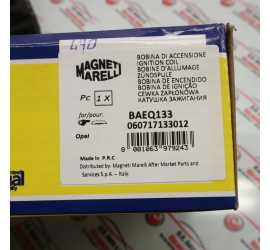 470
MAGNETI
MARELLI
BOBINA DI ACCENSIONE
IGNITION COIL
BOBINE D'ALLUMAGE
ZÜNDSPULE
BOBINA DE ENCENDIDO
BOBINA DE IGNIÇÃO
CEWKA ZAPŁONOWA
КАТУШКА ЗАЖИГАНИЯ
Pc 1 X
for/pour:
BAEQ133
060717133012
Opel
Made in P.R.C
Distributed by: Magneti Marelli After Market Parts and
Services S.p.A. - Italy
8 001063 979243